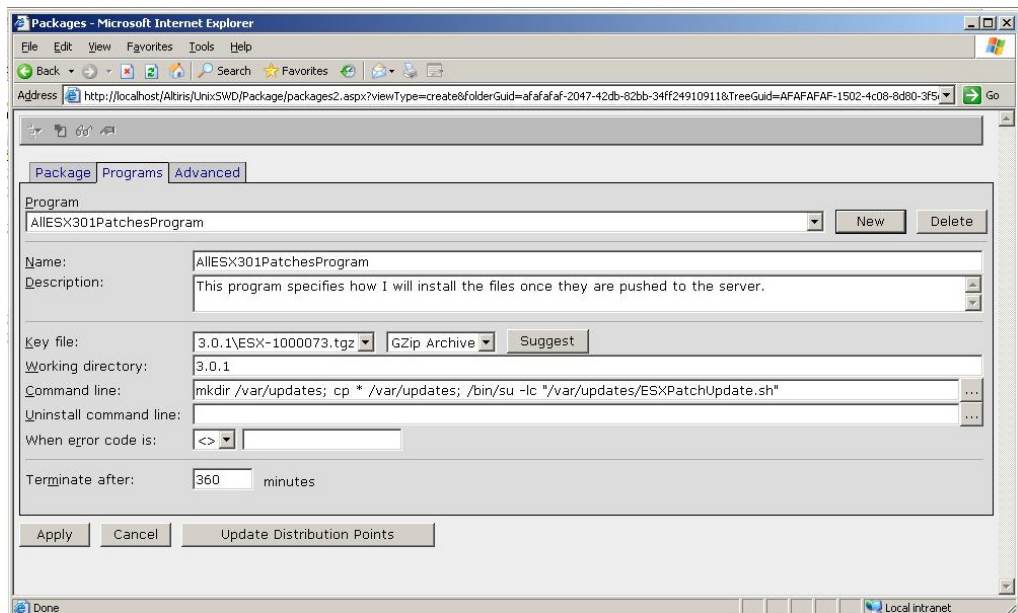 Packages - Microsoft Internet Explorer
File Edit View Favorites Tools Help
Back Search Favorites
Address http://localhost/Altiris/UnixSWD/Package/packages2.aspx?viewType=create&folderGuid=afafafaf-2047-42db-82bb-34ff24910911&TreeGuid=AFAFAFAF-1502-4c08-8d80-3f5 Go
Package Programs Advanced
Program
AllESX301PatchesProgram New Delete
Name: AllESX301PatchesProgram
Description: This program specifies how I will install the files once they are pushed to the server.
Key file: 3.0.1\ESX-1000073.tgz GZip Archive Suggest
Working directory: 3.0.1
Command line: mkdir /var/updates; cp * /var/updates; /bin/su -lc "/var/updates/ESXPatchUpdate.sh" ...
Uninstall command line: ...
When error code is: <>
Terminate after: 360 minutes
Apply Cancel Update Distribution Points
Done Local intranet